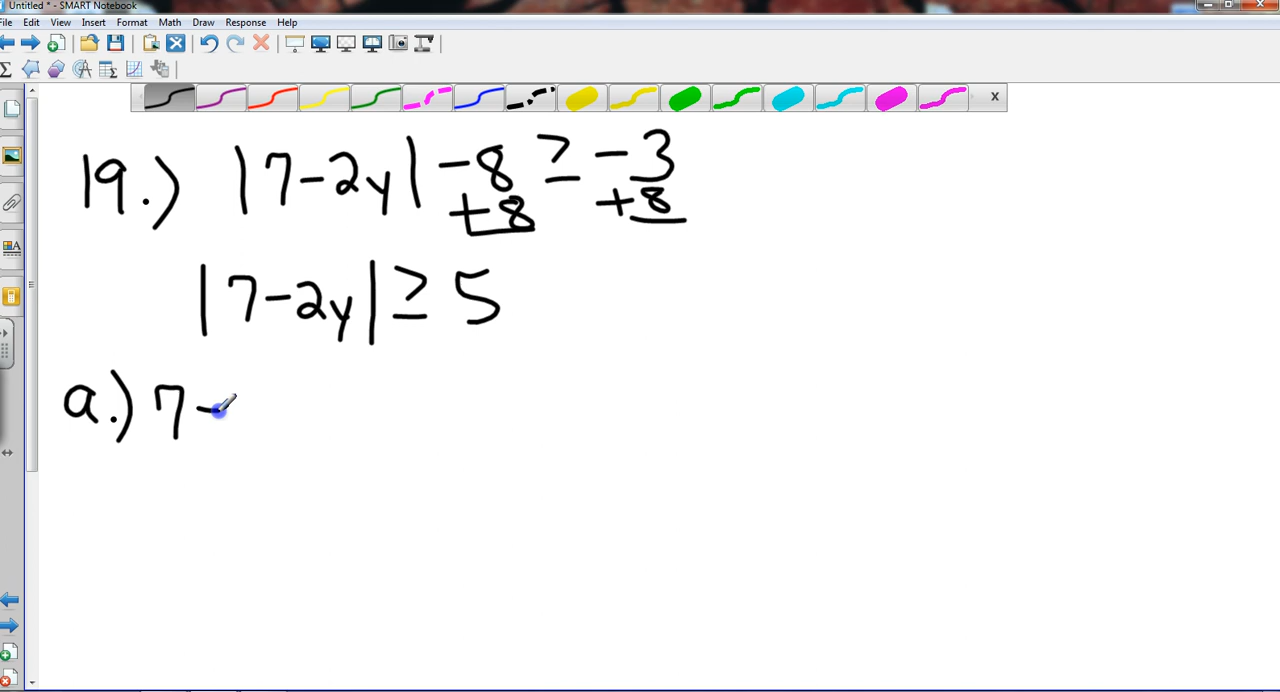 Untitled * - SMART Notebook
File Edit View Insert Format Math Draw Response Help
19.) |7-2y| -8 ≥ -3
+8 +8
|7-2y| ≥ 5
a.) 7-